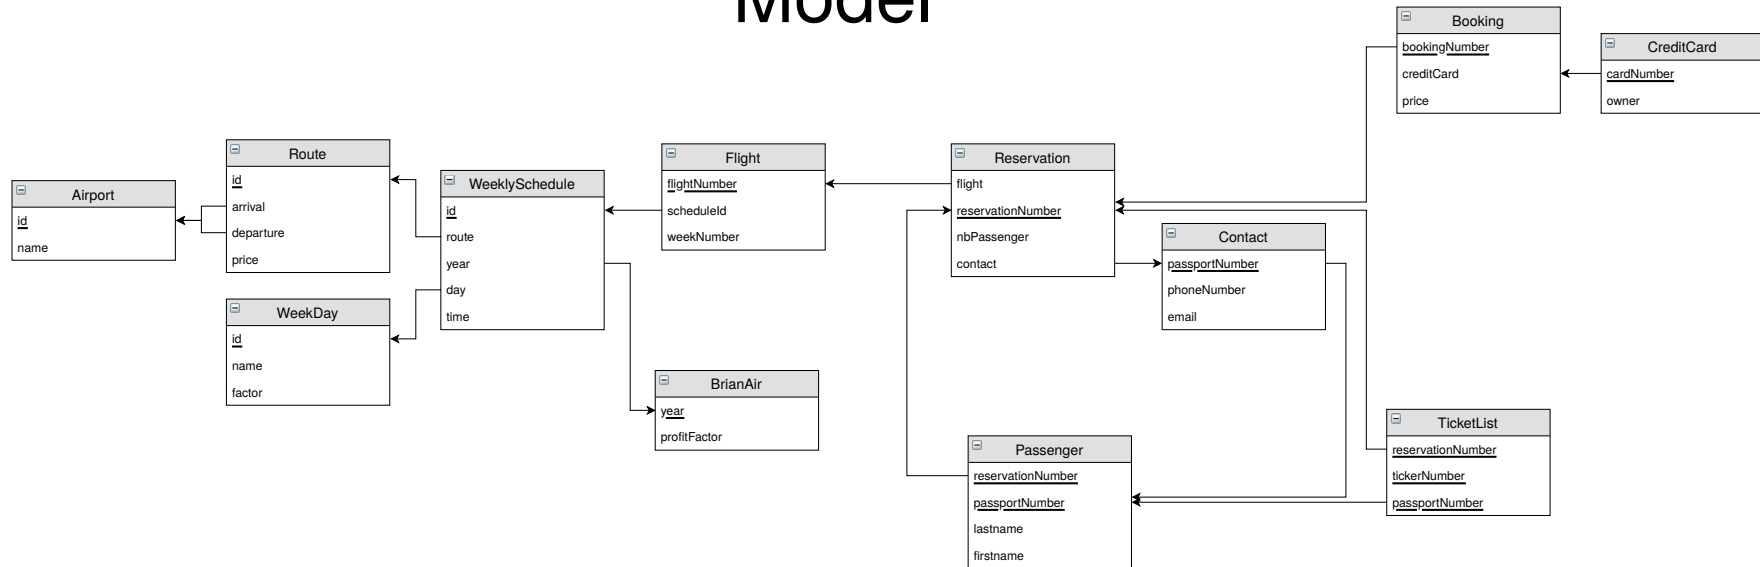 Model
Booking
bookingNumber
creditCard
price
CreditCard
cardNumber
owner
Route
id
arrival
departure
price
Airport
id
name
WeekDay
id
name
factor
WeeklySchedule
id
route
year
day
time
Flight
flightNumber
scheduleId
weekNumber
BrianAir
year
profitFactor
Reservation
flight
reservationNumber
nbPassenger
contact
Contact
passportNumber
phoneNumber
email
Passenger
reservationNumber
passportNumber
lastname
firstname
TicketList
reservationNumber
tickerNumber
passportNumber